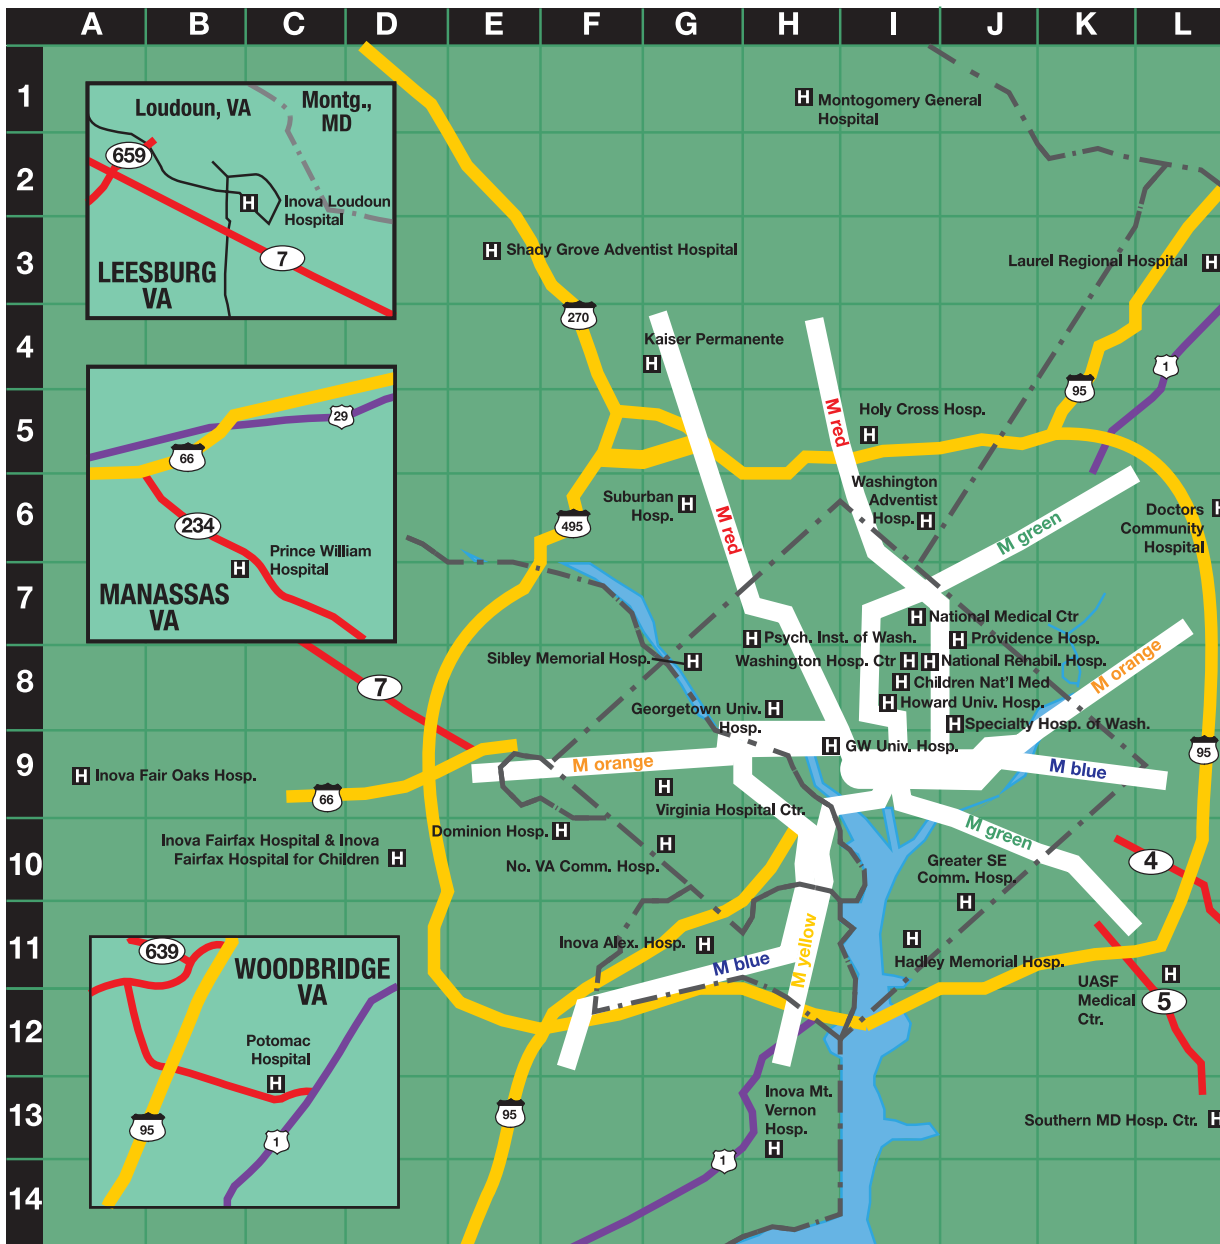 A B C D E F G H I J K L
1
2
3
4
5
6
7
8
9
10
11
12
13
14
Loudoun, VA
Montg.,
MD
659
H
Inova Loudoun
Hospital
7
LEESBURG
VA
29
66
234
H
Prince William
Hospital
MANASSAS
VA
639
WOODBRIDGE
VA
Potomac
Hospital
H
95
1
H
Montogomery General
Hospital
H
Shady Grove Adventist Hospital
Laurel Regional Hospital
H
270
Kaiser Permanente
H
1
95
M red
M red
Holy Cross Hosp.
H
Suburban
Hosp.
H
Washington
Adventist
Hosp.
H
M green
Doctors
Community
Hospital
H
495
H
National Medical Ctr
H
Psych. Inst. of Wash.
H
Providence Hosp.
Sibley Memorial Hosp.
H
Washington Hosp. Ctr
H
H
National Rehabil. Hosp.
M orange
7
H
Children Nat'l Med
Georgetown Univ.
Hosp.
H
H
Howard Univ. Hosp.
H
Specialty Hosp. of Wash.
H
GW Univ. Hosp.
95
H
Inova Fair Oaks Hosp.
M orange
M blue
66
H
Virginia Hospital Ctr.
M green
Inova Fairfax Hospital & Inova
Fairfax Hospital for Children
H
Dominion Hosp.
H
No. VA Comm. Hosp.
H
Greater SE
Comm. Hosp.
H
4
Inova Alex. Hosp.
H
M blue
M yellow
H
Hadley Memorial Hosp.
UASF
Medical
Ctr.
H
5
95
Inova Mt.
Vernon
Hosp.
H
1
Southern MD Hosp. Ctr.
H